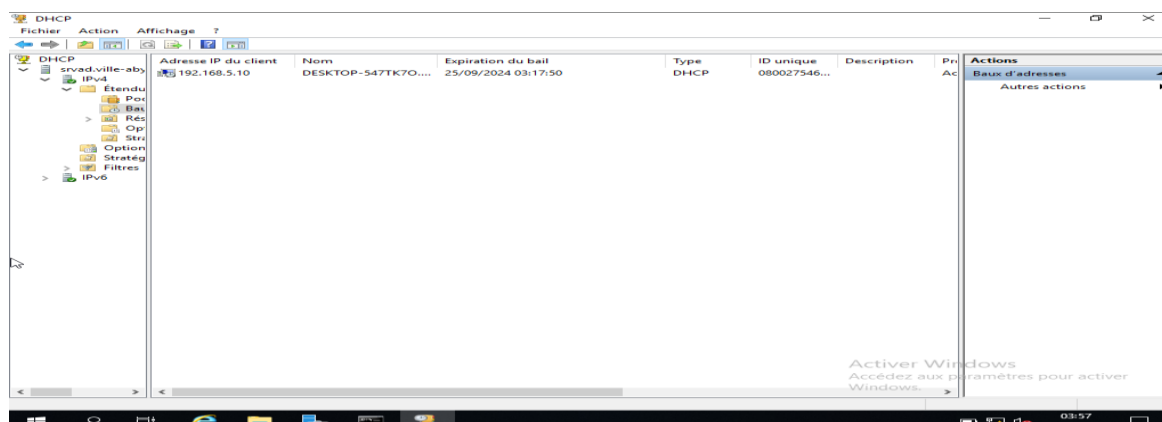 DHCP
Fichier Action Affichage ?
DHCP
srvad.ville-aby
IPv4
Étendu
Poo
Bau
Rés
Op
Stra
Option
Stratég
Filtres
IPv6
Adresse IP du client Nom Expiration du bail Type ID unique Description Pr
192.168.5.10 DESKTOP-547TK7O.... 25/09/2024 03:17:50 DHCP 080027546... Ac
Actions
Baux d'adresses
Autres actions
Activer Windows
Accédez aux paramètres pour activer
Windows.
03:57